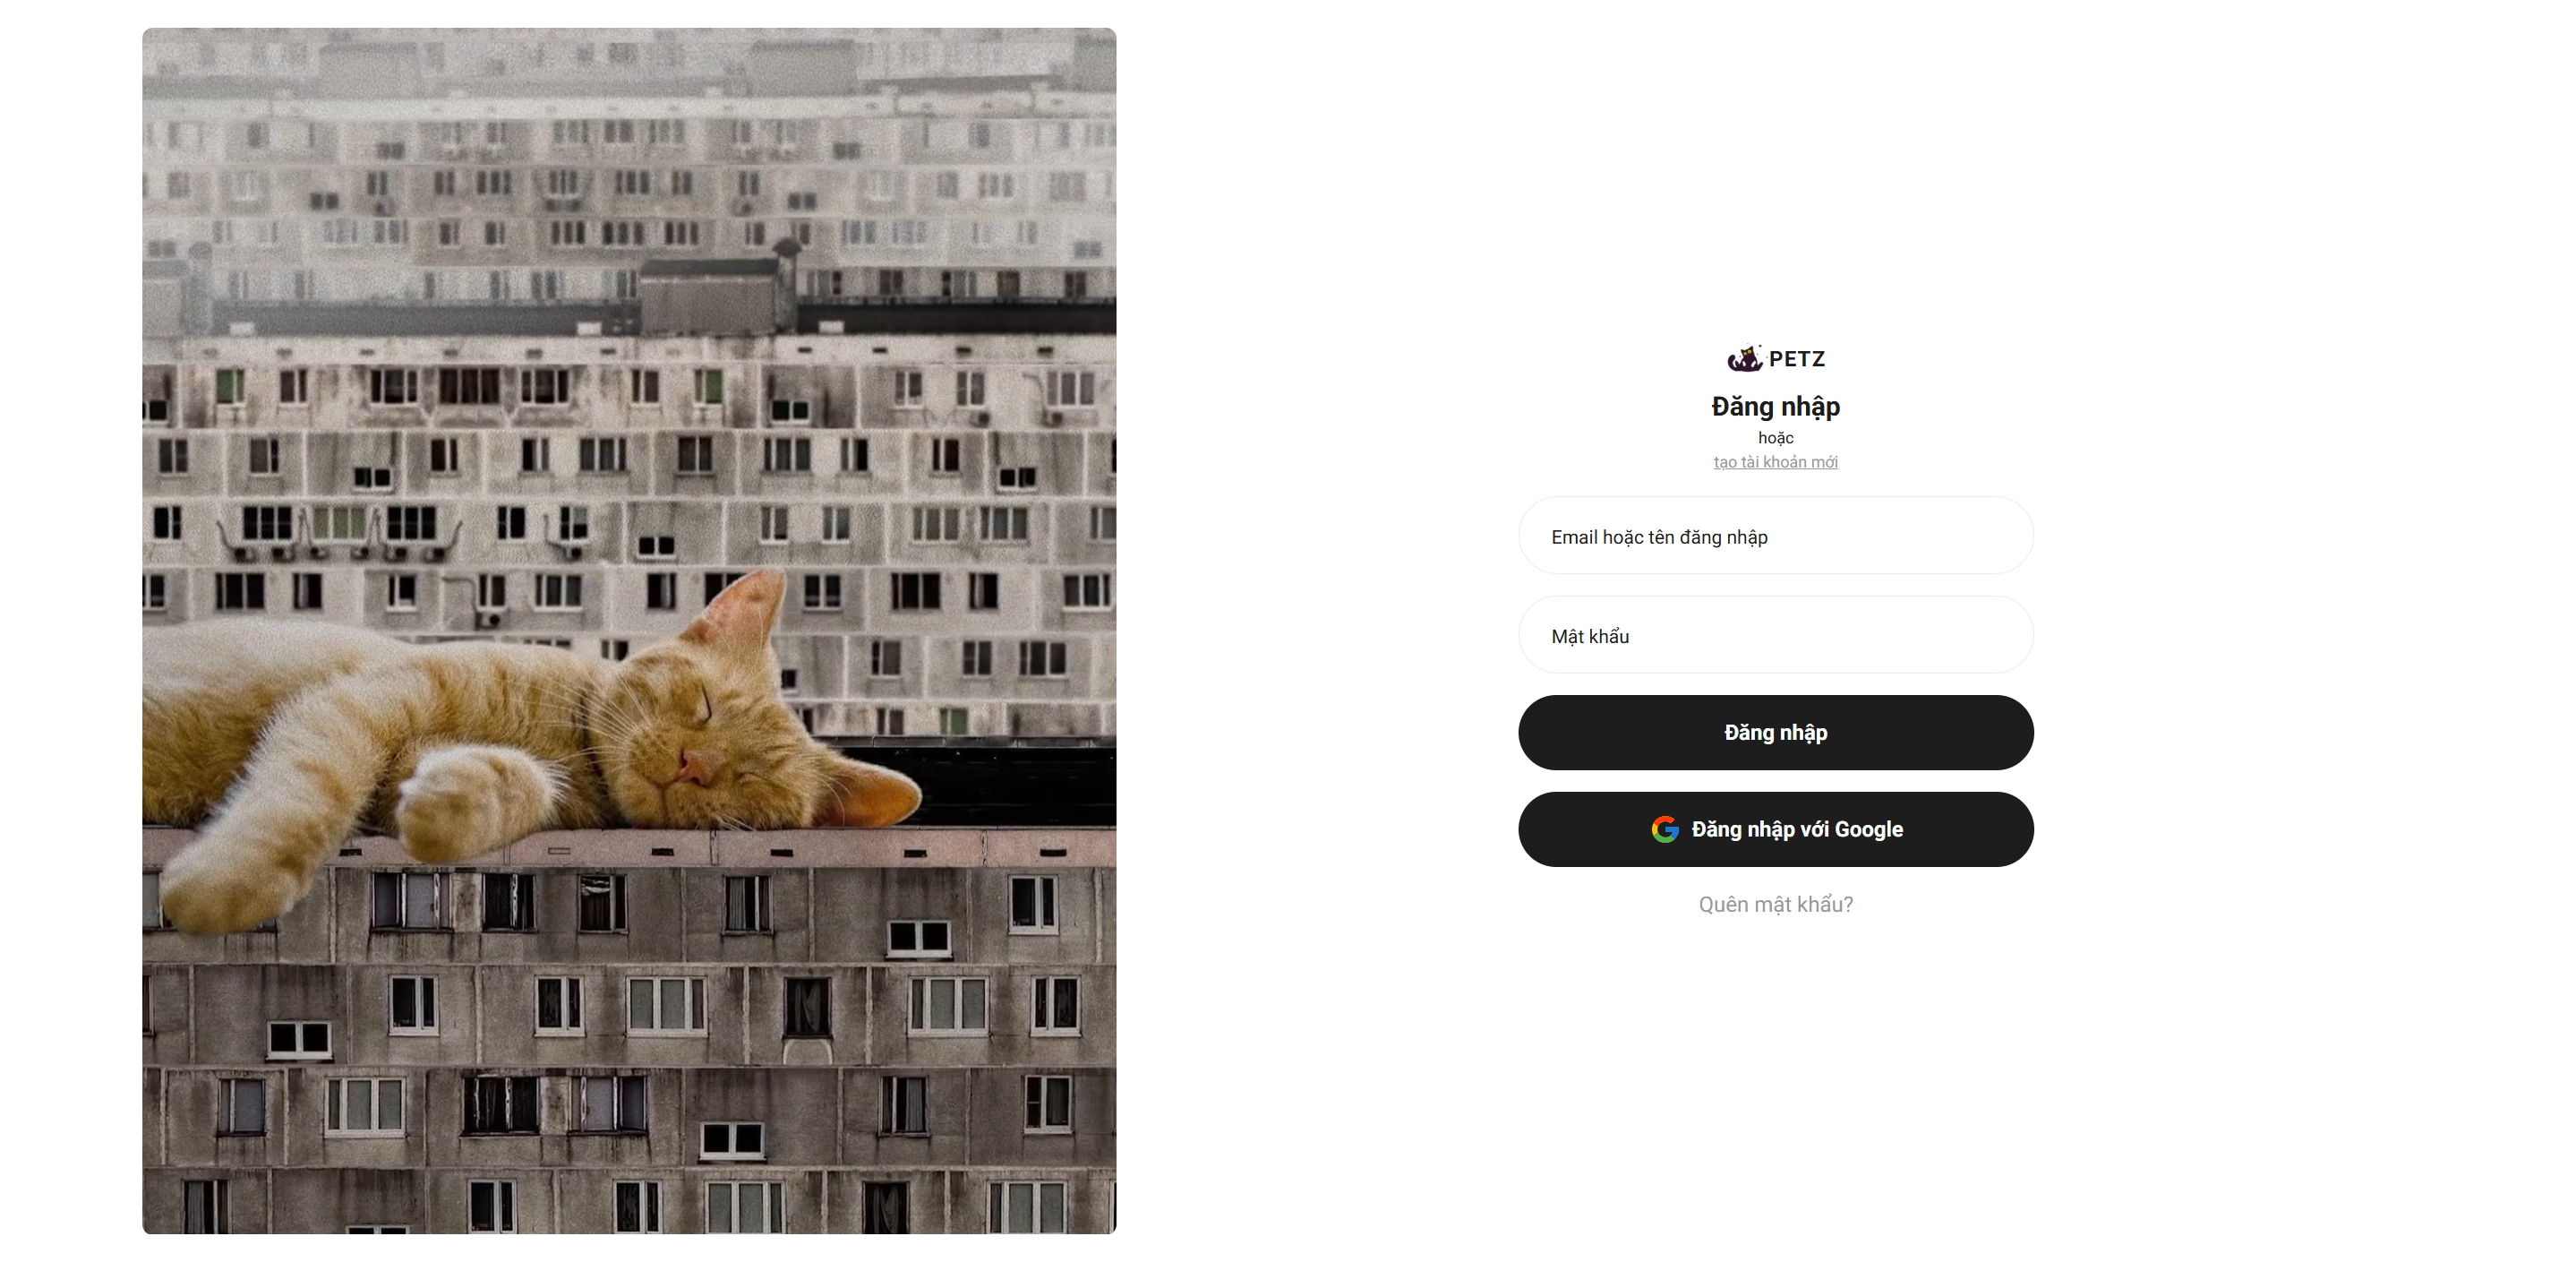 PETZ
Đăng nhập
hoặc
tạo tài khoản mới
Email hoặc tên đăng nhập
Mật khẩu
Đăng nhập
Đăng nhập với Google
Quên mật khẩu?